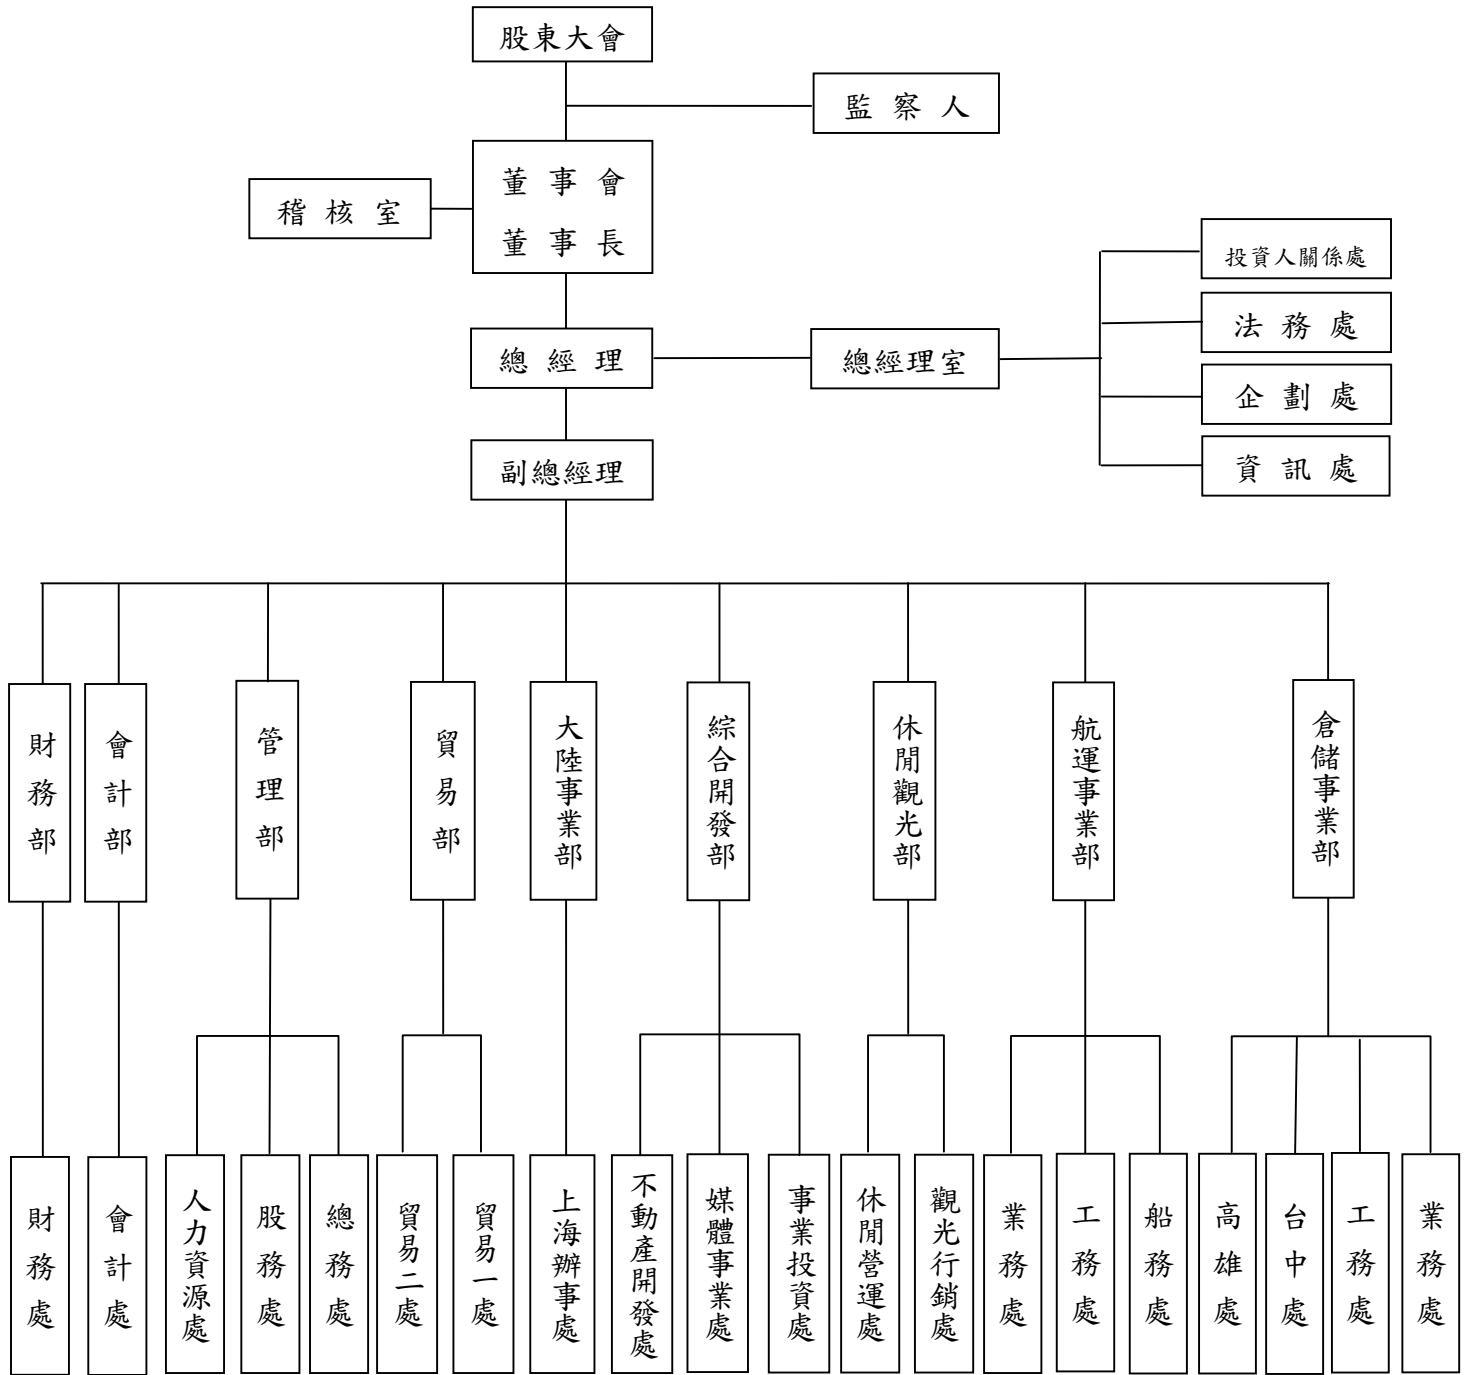 股東大會
監察人
董事會
董事長
稽核室
投資人關係處
法務處
總經理
總經理室
企劃處
副總經理
資訊處
財務部
會計部
管理部
貿易部
大陸事業部
綜合開發部
休閒觀光部
航運事業部
倉儲事業部
財務處
會計處
人力資源處
股務處
總務處
貿易二處
貿易一處
上海辦事處
不動產開發處
媒體事業處
事業投資處
休閒營運處
觀光行銷處
業務處
工務處
船務處
高雄處
台中處
工務處
業務處